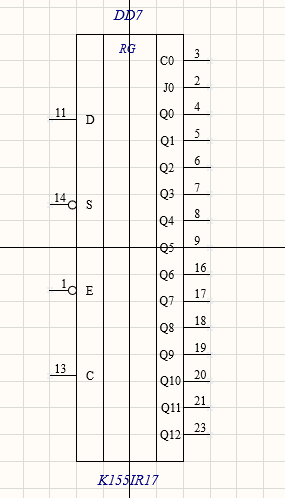 DD7
RG
C0 3
J0 2
Q0 4
11 D
Q1 5
Q2 6
Q3 7
14 S
Q4 8
Q5 9
Q6 16
1 E
Q7 17
Q8 18
Q9 19
13 C
Q10 20
Q11 21
Q12 23
K155IR17